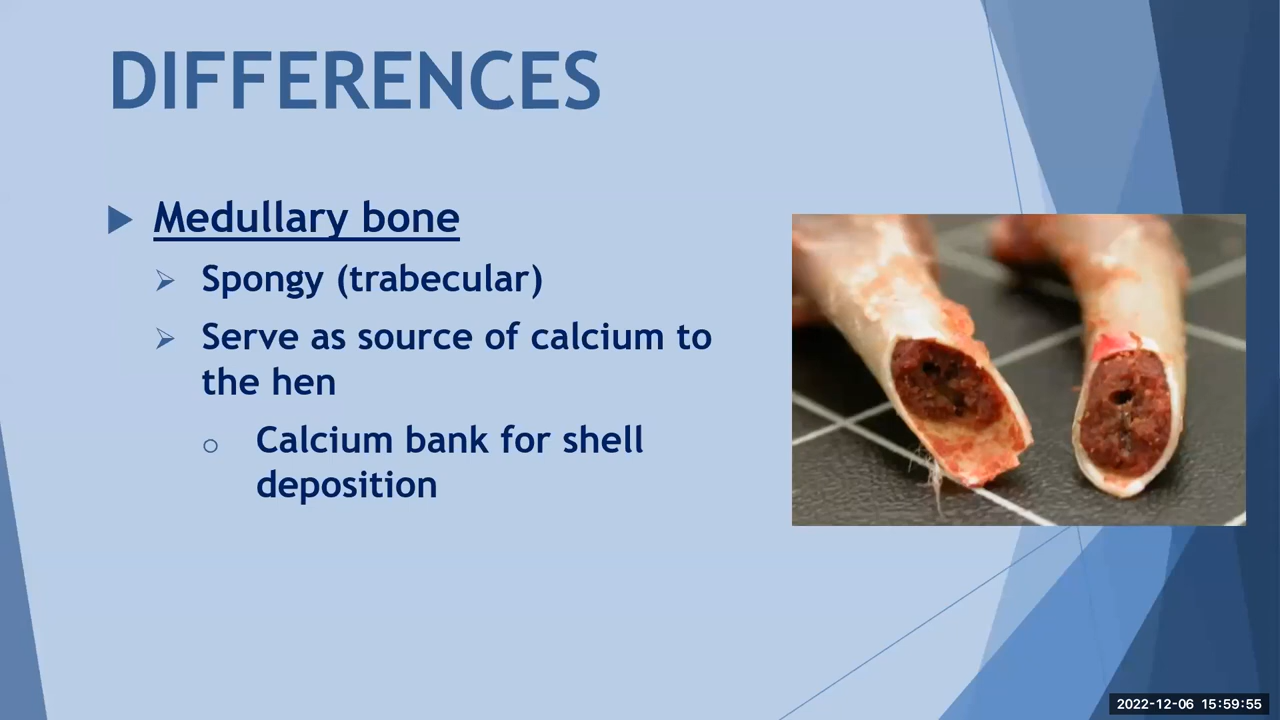 DIFFERENCES
Medullary bone
Spongy (trabecular)
Serve as source of calcium to
the hen
Calcium bank for shell
deposition
2022-12-06 15:59:55